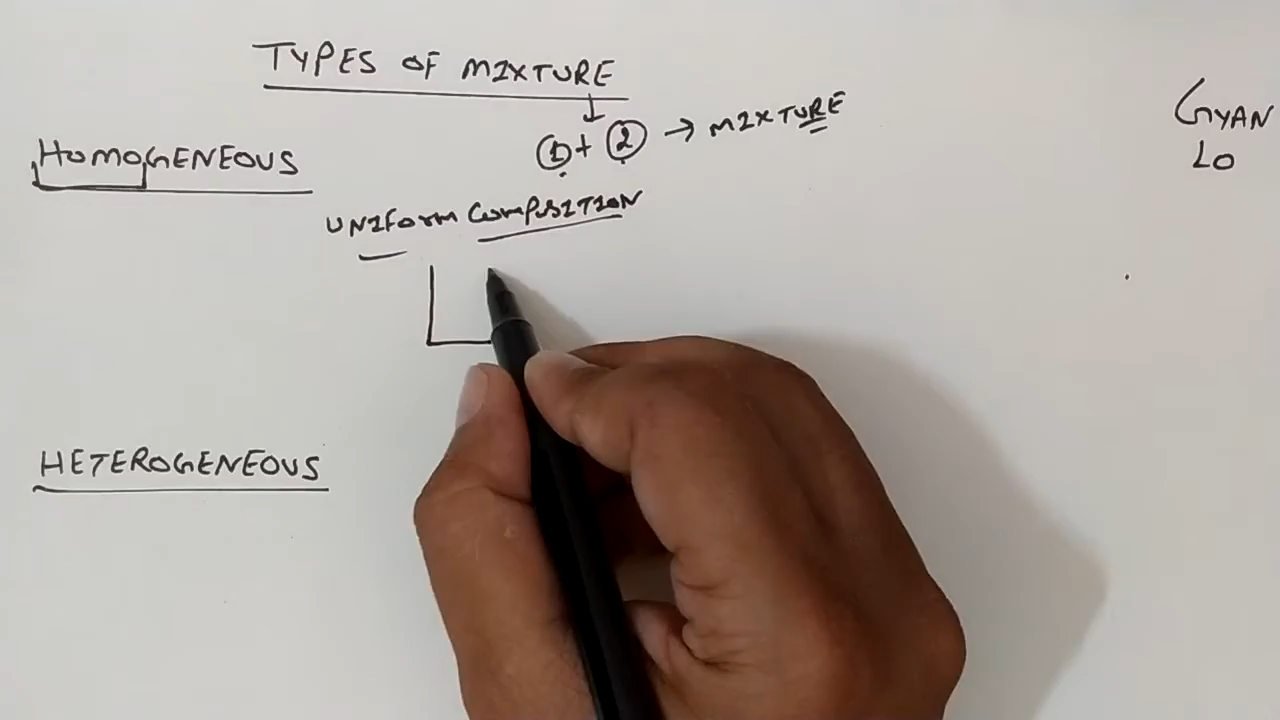 TYPES OF MIXTURE
① + ② → MIXTURE
HOMOGENEOUS
UNIFORM COMPOSITION
HETEROGENEOUS
GYAN
LO